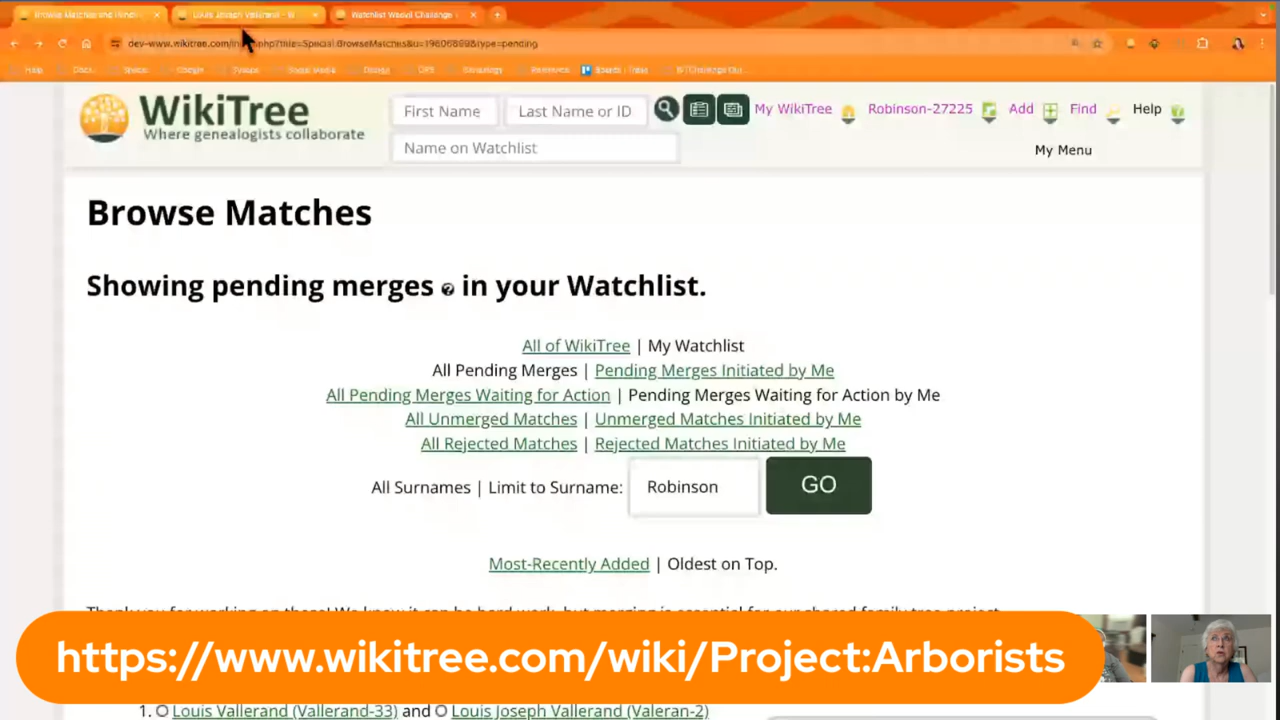 Watchlist Wadyil Challenge
WikiTree
Where genealogists collaborate
First Name
Last Name or ID
My WikiTree
Robinson-27225
Add
Find
Help
Name on Watchlist
My Menu
Browse Matches
Showing pending merges ? in your Watchlist.
All of WikiTree | My Watchlist
All Pending Merges | Pending Merges Initiated by Me
All Pending Merges Waiting for Action | Pending Merges Waiting for Action by Me
All Unmerged Matches | Unmerged Matches Initiated by Me
All Rejected Matches | Rejected Matches Initiated by Me
All Surnames | Limit to Surname: Robinson GO
Most-Recently Added | Oldest on Top.
https://www.wikitree.com/wiki/Project:Arborists
1. Louis Vallerand (Vallerand-33) and Louis Joseph Vallerand (Valeran-2)